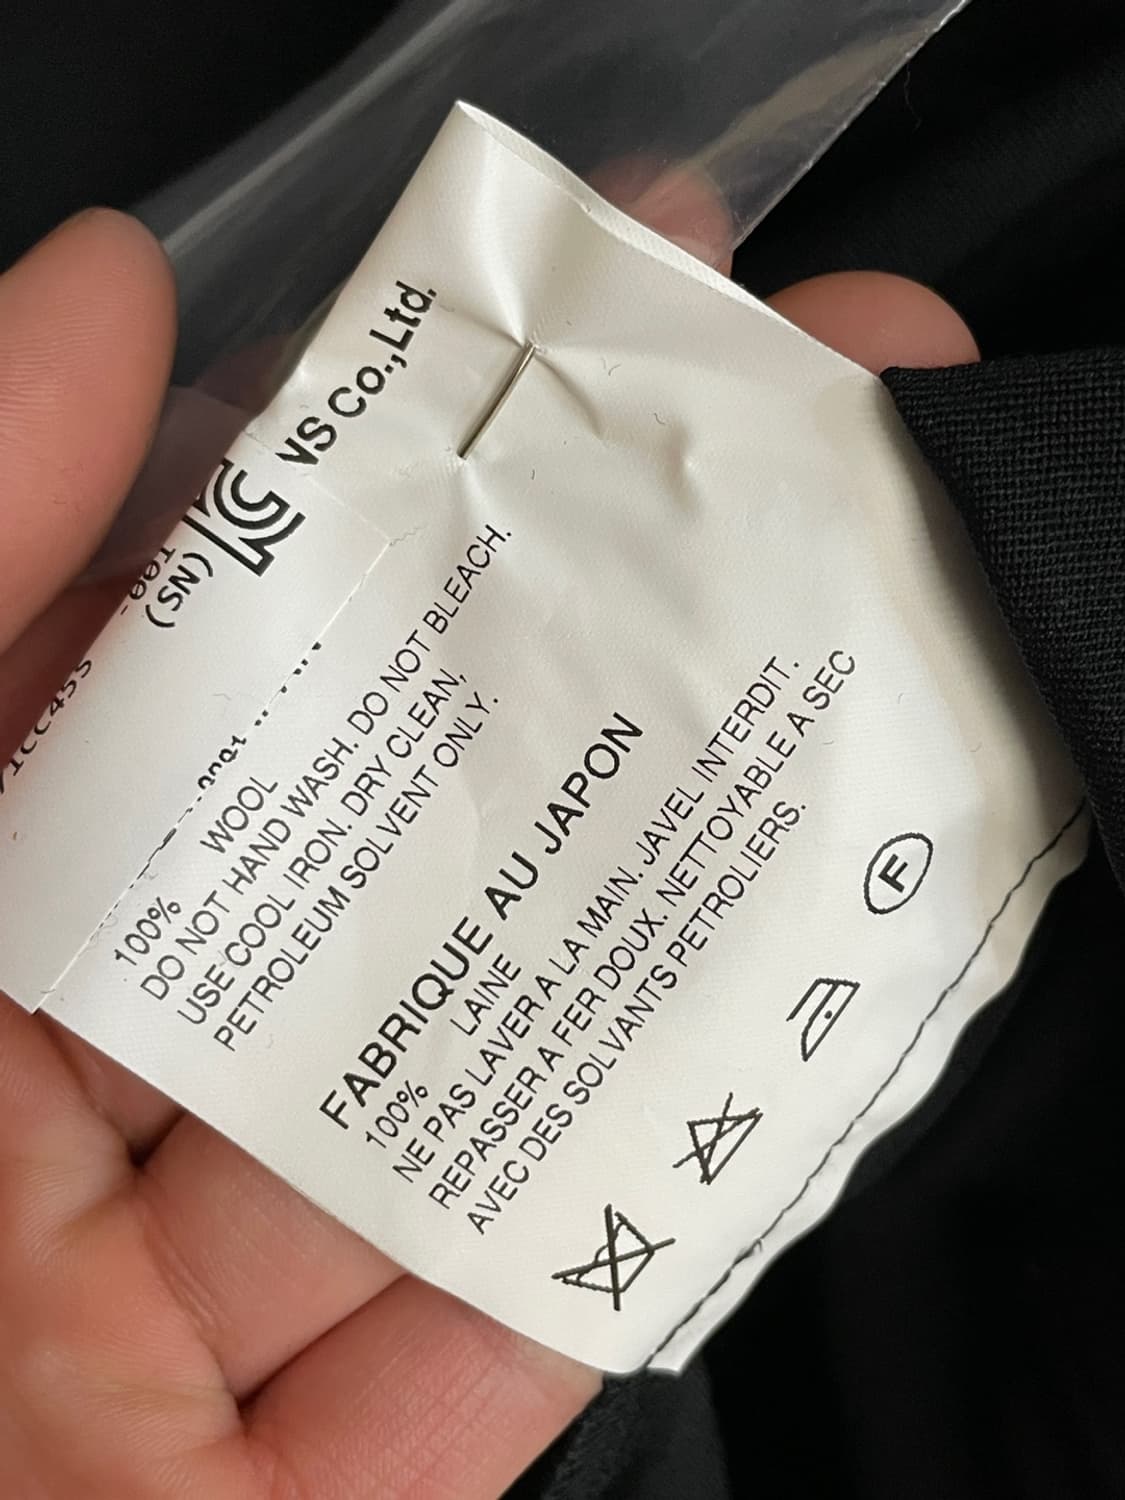 Co.,Ltd.
(SN)
100% WOOL
DO NOT HAND WASH. DO NOT BLEACH.
USE COOL IRON. DRY CLEAN,
PETROLEUM SOLVENT ONLY.
FABRIQUE AU JAPON
100% LAINE
NE PAS LAVER A LA MAIN. JAVEL INTERDIT.
REPASSER A FER DOUX. NETTOYABLE A SEC
AVEC DES SOLVANTS PETROLIERS.
F